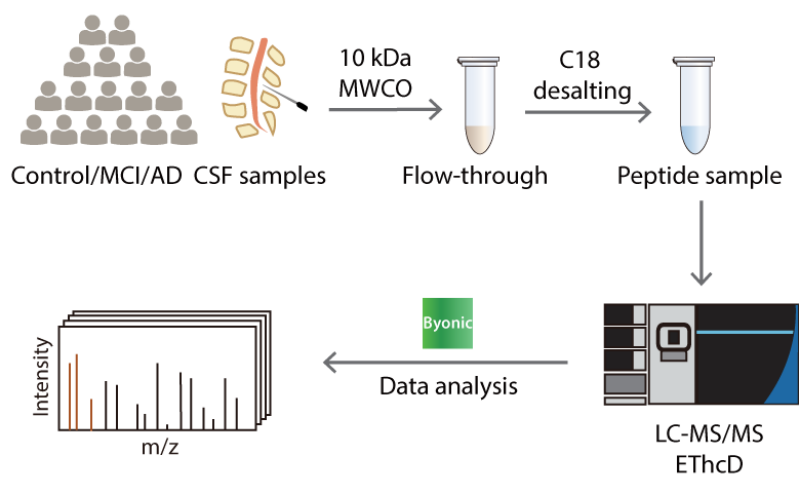 10 kDa
MWCO
C18
desalting
Control/MCI/AD
CSF samples
Flow-through
Peptide sample
Byonic
Data analysis
Intensity
m/z
LC-MS/MS
EThcD